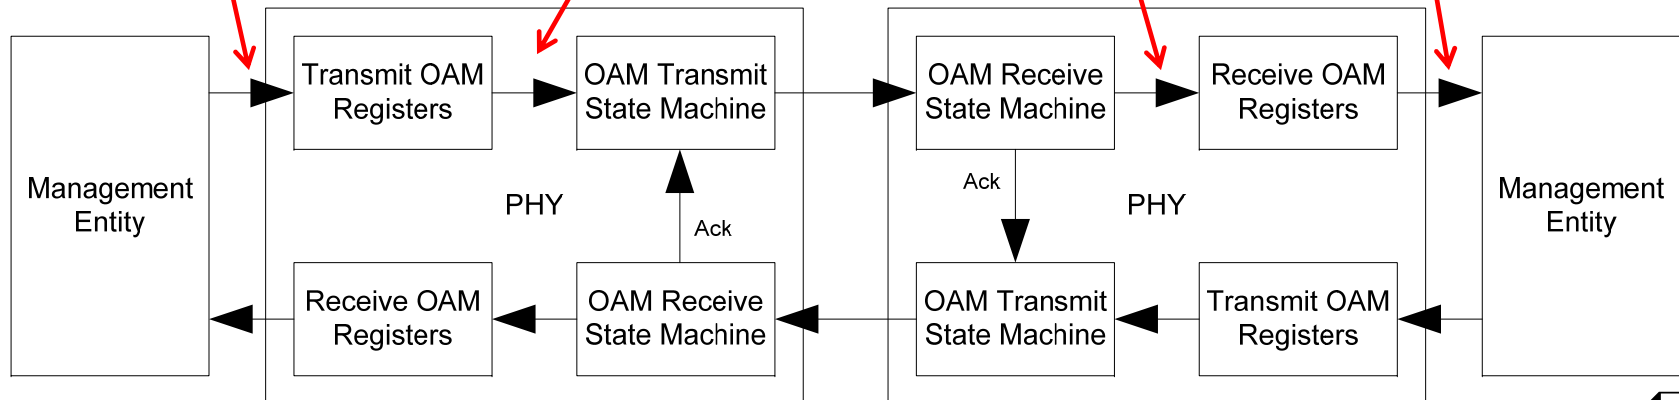 Transmit OAM
Registers
OAM Transmit
State Machine
OAM Receive
State Machine
Receive OAM
Registers
Management
Entity
PHY
Ack
Ack
PHY
Management
Entity
Receive OAM
Registers
OAM Receive
State Machine
OAM Transmit
State Machine
Transmit OAM
Registers